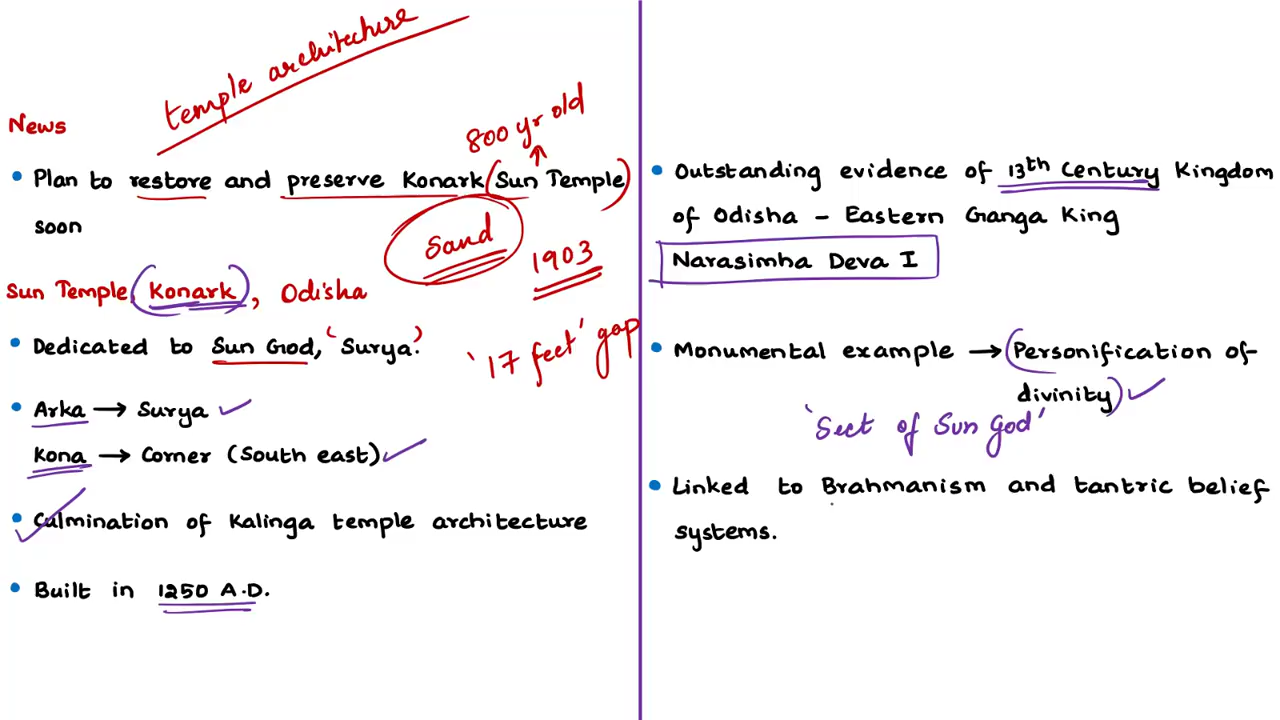 temple architecture
News
800 yr old
• Plan to restore and preserve Konark (Sun Temple)
soon
Sand
1903
Sun Temple (Konark), Odisha
• Dedicated to Sun God, 'Surya'.
'17 feet' gap
• Arka → Surya ✓
Kona → Corner (South east) ✓
• Culmination of Kalinga temple architecture
• Built in 1250 A.D.
• Outstanding evidence of 13th Century Kingdom
of Odisha – Eastern Ganga King
Narasimha Deva I
• Monumental example → (Personification of
divinity) ✓
'Sect of Sun God'
• Linked to Brahmanism and tantric belief
systems.